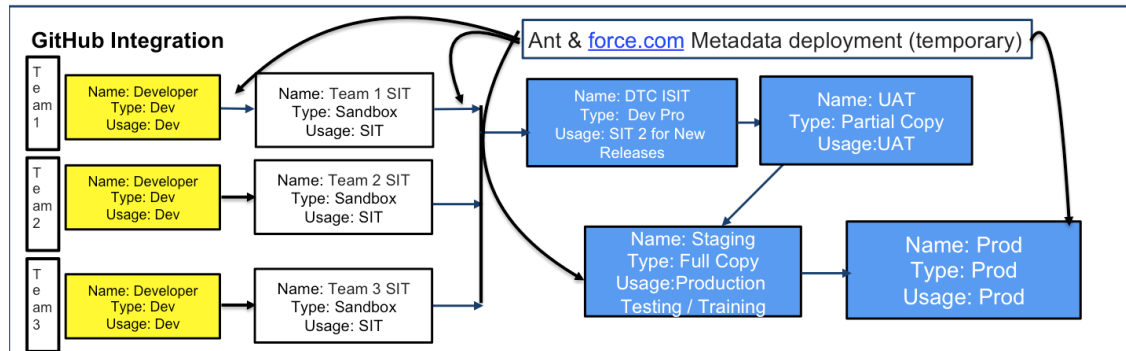 GitHub Integration
Ant & force.com Metadata deployment (temporary)
T
e
am
1
Name: Developer
Type: Dev
Usage: Dev
Name: Team 1 SIT
Type: Sandbox
Usage: SIT
Name: DTC ISIT
Type: Dev Pro
Usage: SIT 2 for New
Releases
Name: UAT
Type: Partial Copy
Usage:UAT
T
e
am
2
Name: Developer
Type: Dev
Usage: Dev
Name: Team 2 SIT
Type: Sandbox
Usage: SIT
T
e
am
3
Name: Developer
Type: Dev
Usage: Dev
Name: Team 3 SIT
Type: Sandbox
Usage: SIT
Name: Staging
Type: Full Copy
Usage:Production
Testing / Training
Name: Prod
Type: Prod
Usage: Prod